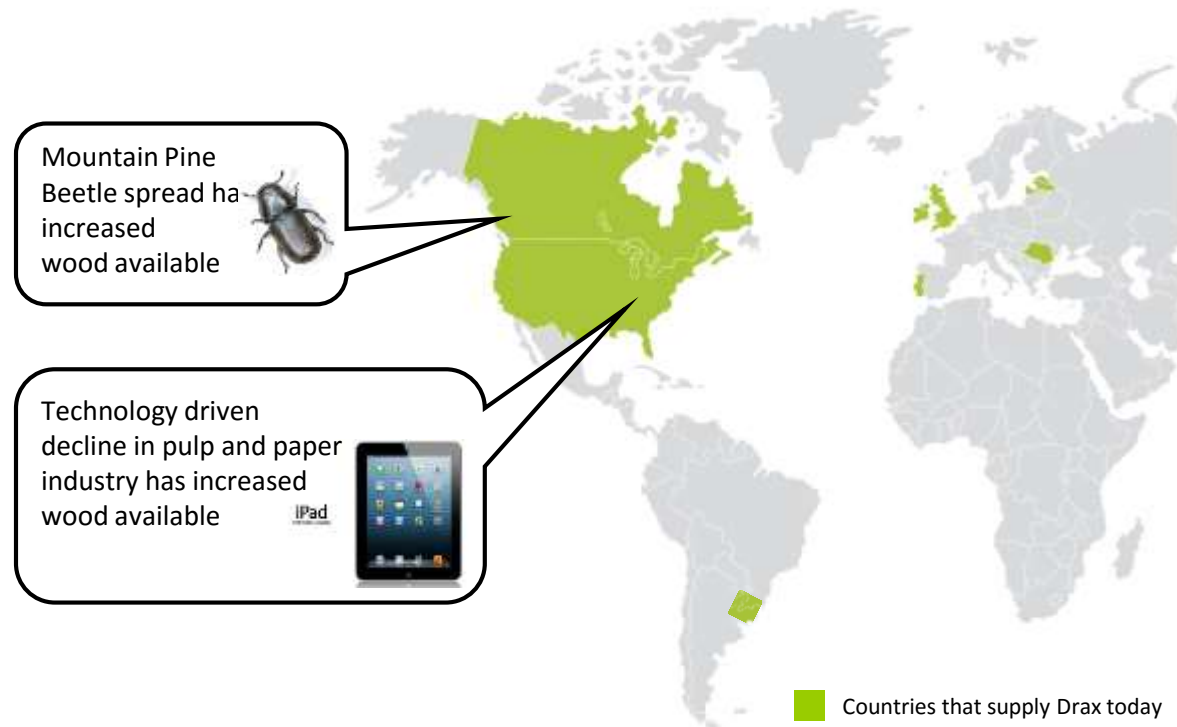 Mountain Pine
Beetle spread ha
increased
wood available
Technology driven
decline in pulp and paper
industry has increased
wood available
iPad
Countries that supply Drax today